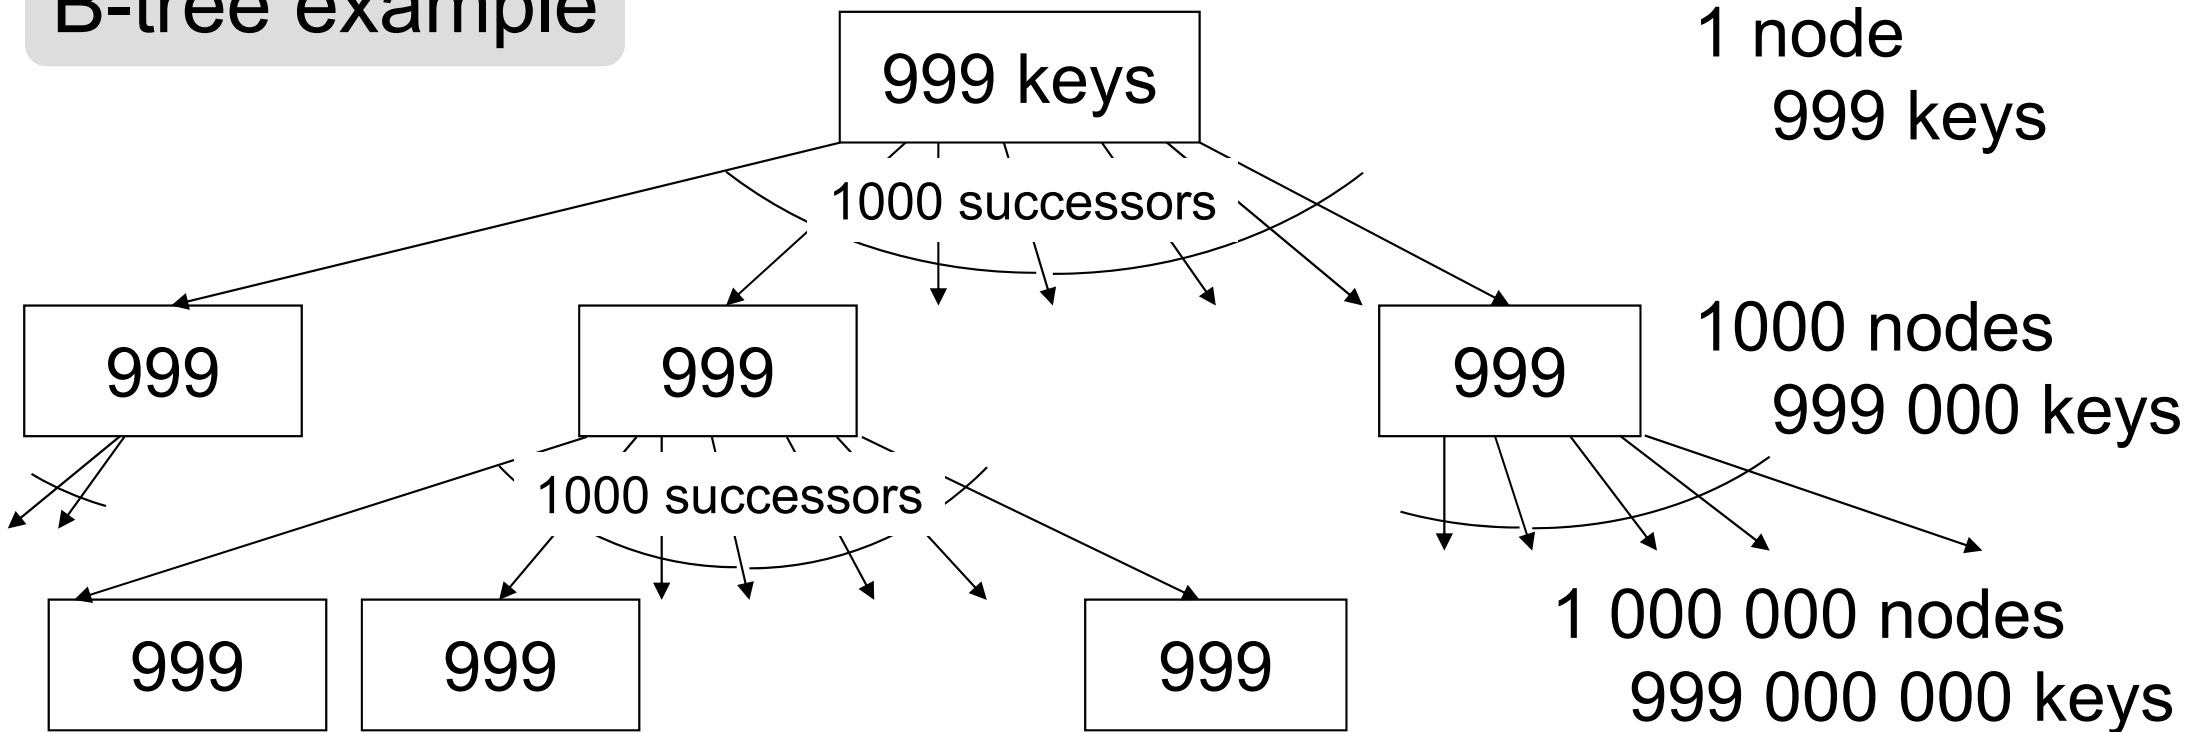 B-tree example
999 keys
1 node
999 keys
1000 successors
999
999
999
1000 nodes
999 000 keys
1000 successors
999
999
999
1 000 000 nodes
999 000 000 keys